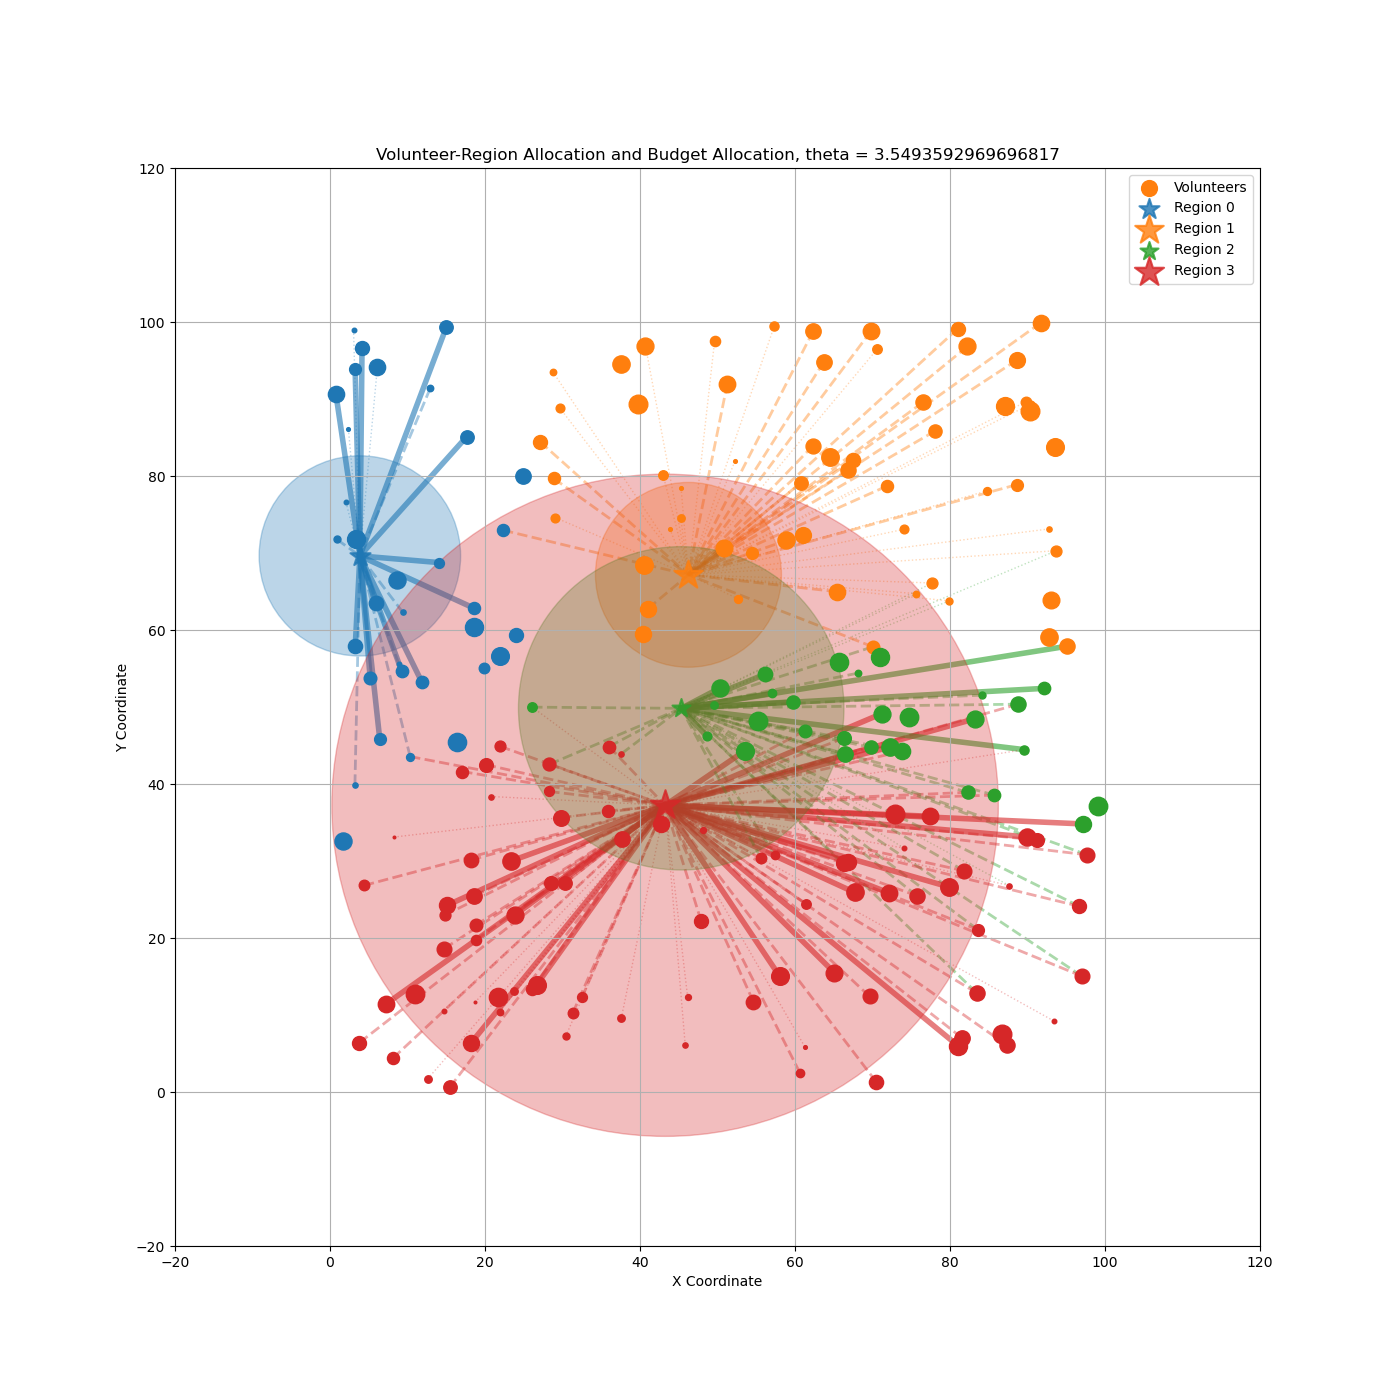 Volunteer-Region Allocation and Budget Allocation, theta = 3.5493592969696817
120
100
80
60
40
20
0
−20
Y Coordinate
Volunteers
Region 0
Region 1
Region 2
Region 3
−20 0 20 40 60 80 100 120
X Coordinate